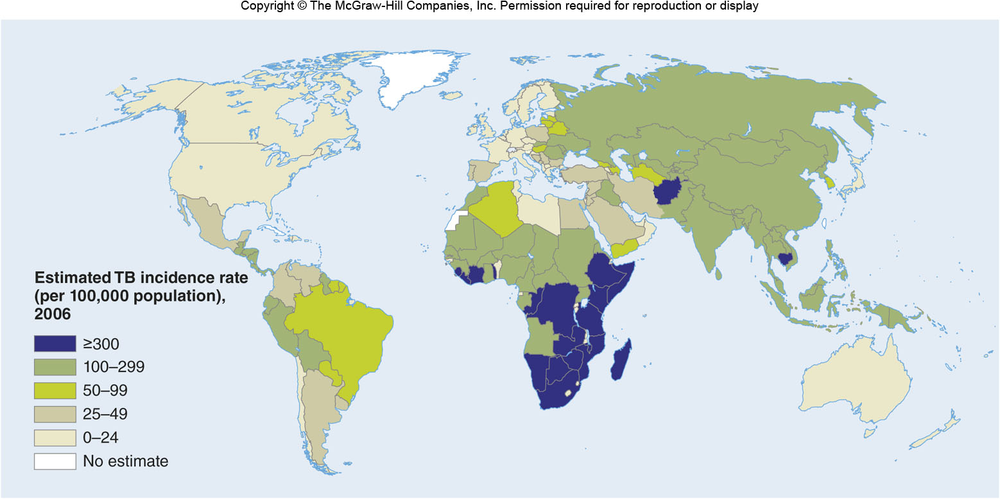 Copyright © The McGraw-Hill Companies, Inc. Permission required for reproduction or display
Estimated TB incidence rate
(per 100,000 population),
2006
≥300
100–299
50–99
25–49
0–24
No estimate